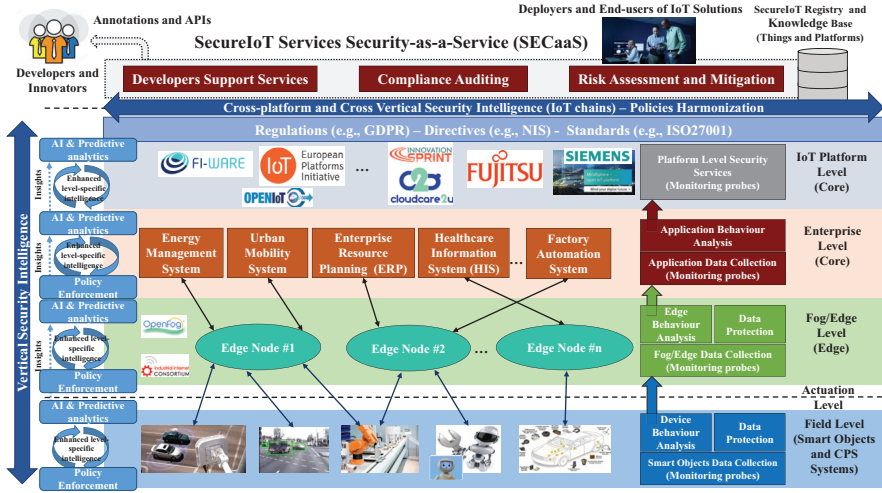 Annotations and APIs
Deployers and End-users of IoT Solutions
SecureIoT Registry and
Knowledge Base
(Things and Platforms)
SecureIoT Services Security-as-a-Service (SECaaS)
Developers and
Innovators
Developers Support Services
Compliance Auditing
Risk Assessment and Mitigation
Cross-platform and Cross Vertical Security Intelligence (IoT chains) – Policies Harmonization
Regulations (e.g., GDPR) – Directives (e.g., NIS) - Standards (e.g., ISO27001)
Vertical Security Intelligence
AI & Predictive
analytics
Insights
Enhanced
level-specific
intelligence
FI-WARE
IoT
European
Platforms
Initiative
OPENIoT
...
INNOVATION
SPRINT
cloudcare2u
FUJITSU
SIEMENS
Platform Level Security
Services
(Monitoring probes)
IoT Platform
Level
(Core)
AI & Predictive
analytics
Insights
Enhanced
level-specific
intelligence
Policy
Enforcement
Energy
Management
System
Urban
Mobility
System
Enterprise
Resource
Planning (ERP)
Healthcare
Information
System (HIS)
...
Factory
Automation
System
Application Behaviour
Analysis
Application Data Collection
(Monitoring probes)
Enterprise
Level
(Core)
AI & Predictive
analytics
Insights
Enhanced
level-specific
intelligence
Policy
Enforcement
OpenFog
industrial internet
CONSORTIUM
Edge Node #1
Edge Node #2
...
Edge Node #n
Edge
Behaviour
Analysis
Data
Protection
Fog/Edge Data Collection
(Monitoring probes)
Fog/Edge
Level
(Edge)
Actuation
Level
AI & Predictive
analytics
Enhanced level-
specific
intelligence
Policy
Enforcement
Device
Behaviour
Analysis
Data
Protection
Smart Objects Data Collection
(Monitoring probes)
Field Level
(Smart Objects
and CPS
Systems)